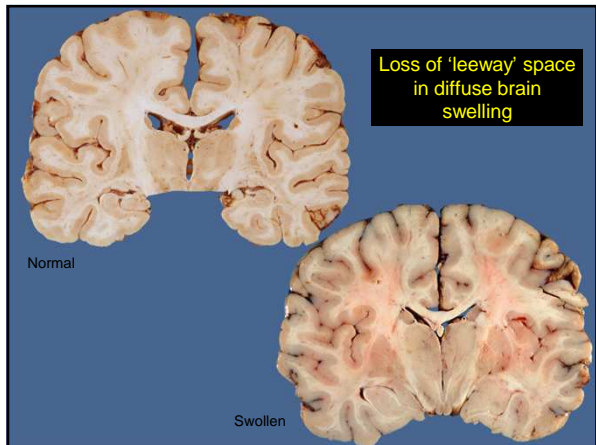 Loss of ‘leeway’ space
in diffuse brain
swelling
Normal
Swollen